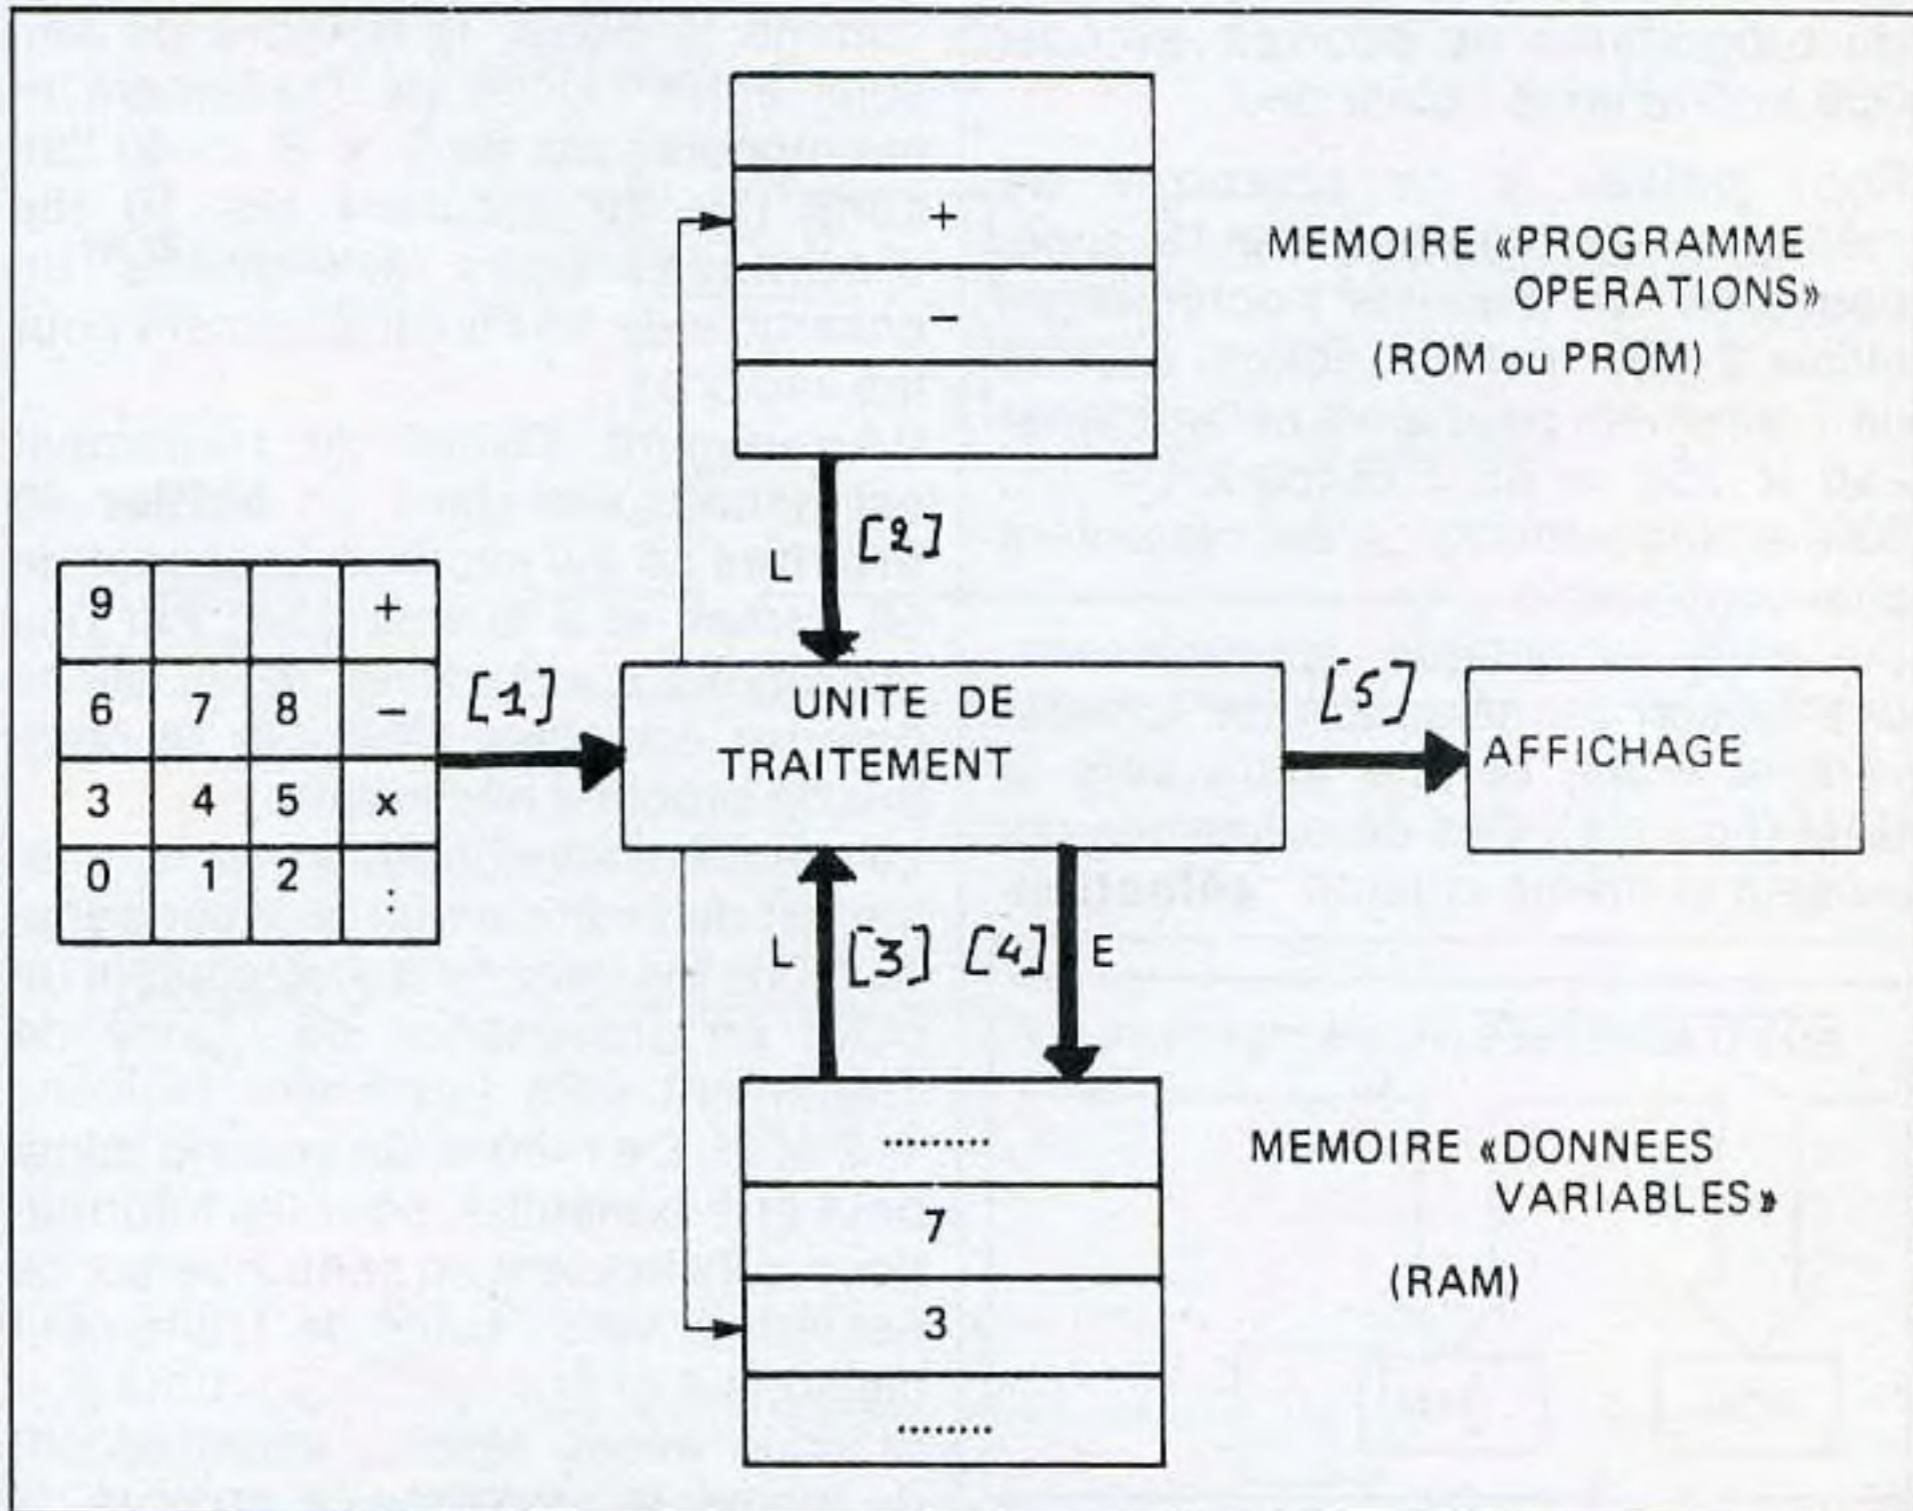 +
−
MEMOIRE «PROGRAMME
OPERATIONS»
(ROM ou PROM)
L [2]
9 +
6 7 8 −
3 4 5 x
0 1 2 :
[1]
UNITE DE
TRAITEMENT
[5]
AFFICHAGE
L [3] [4] E
.........
7
3
........
MEMOIRE «DONNEES
VARIABLES»
(RAM)